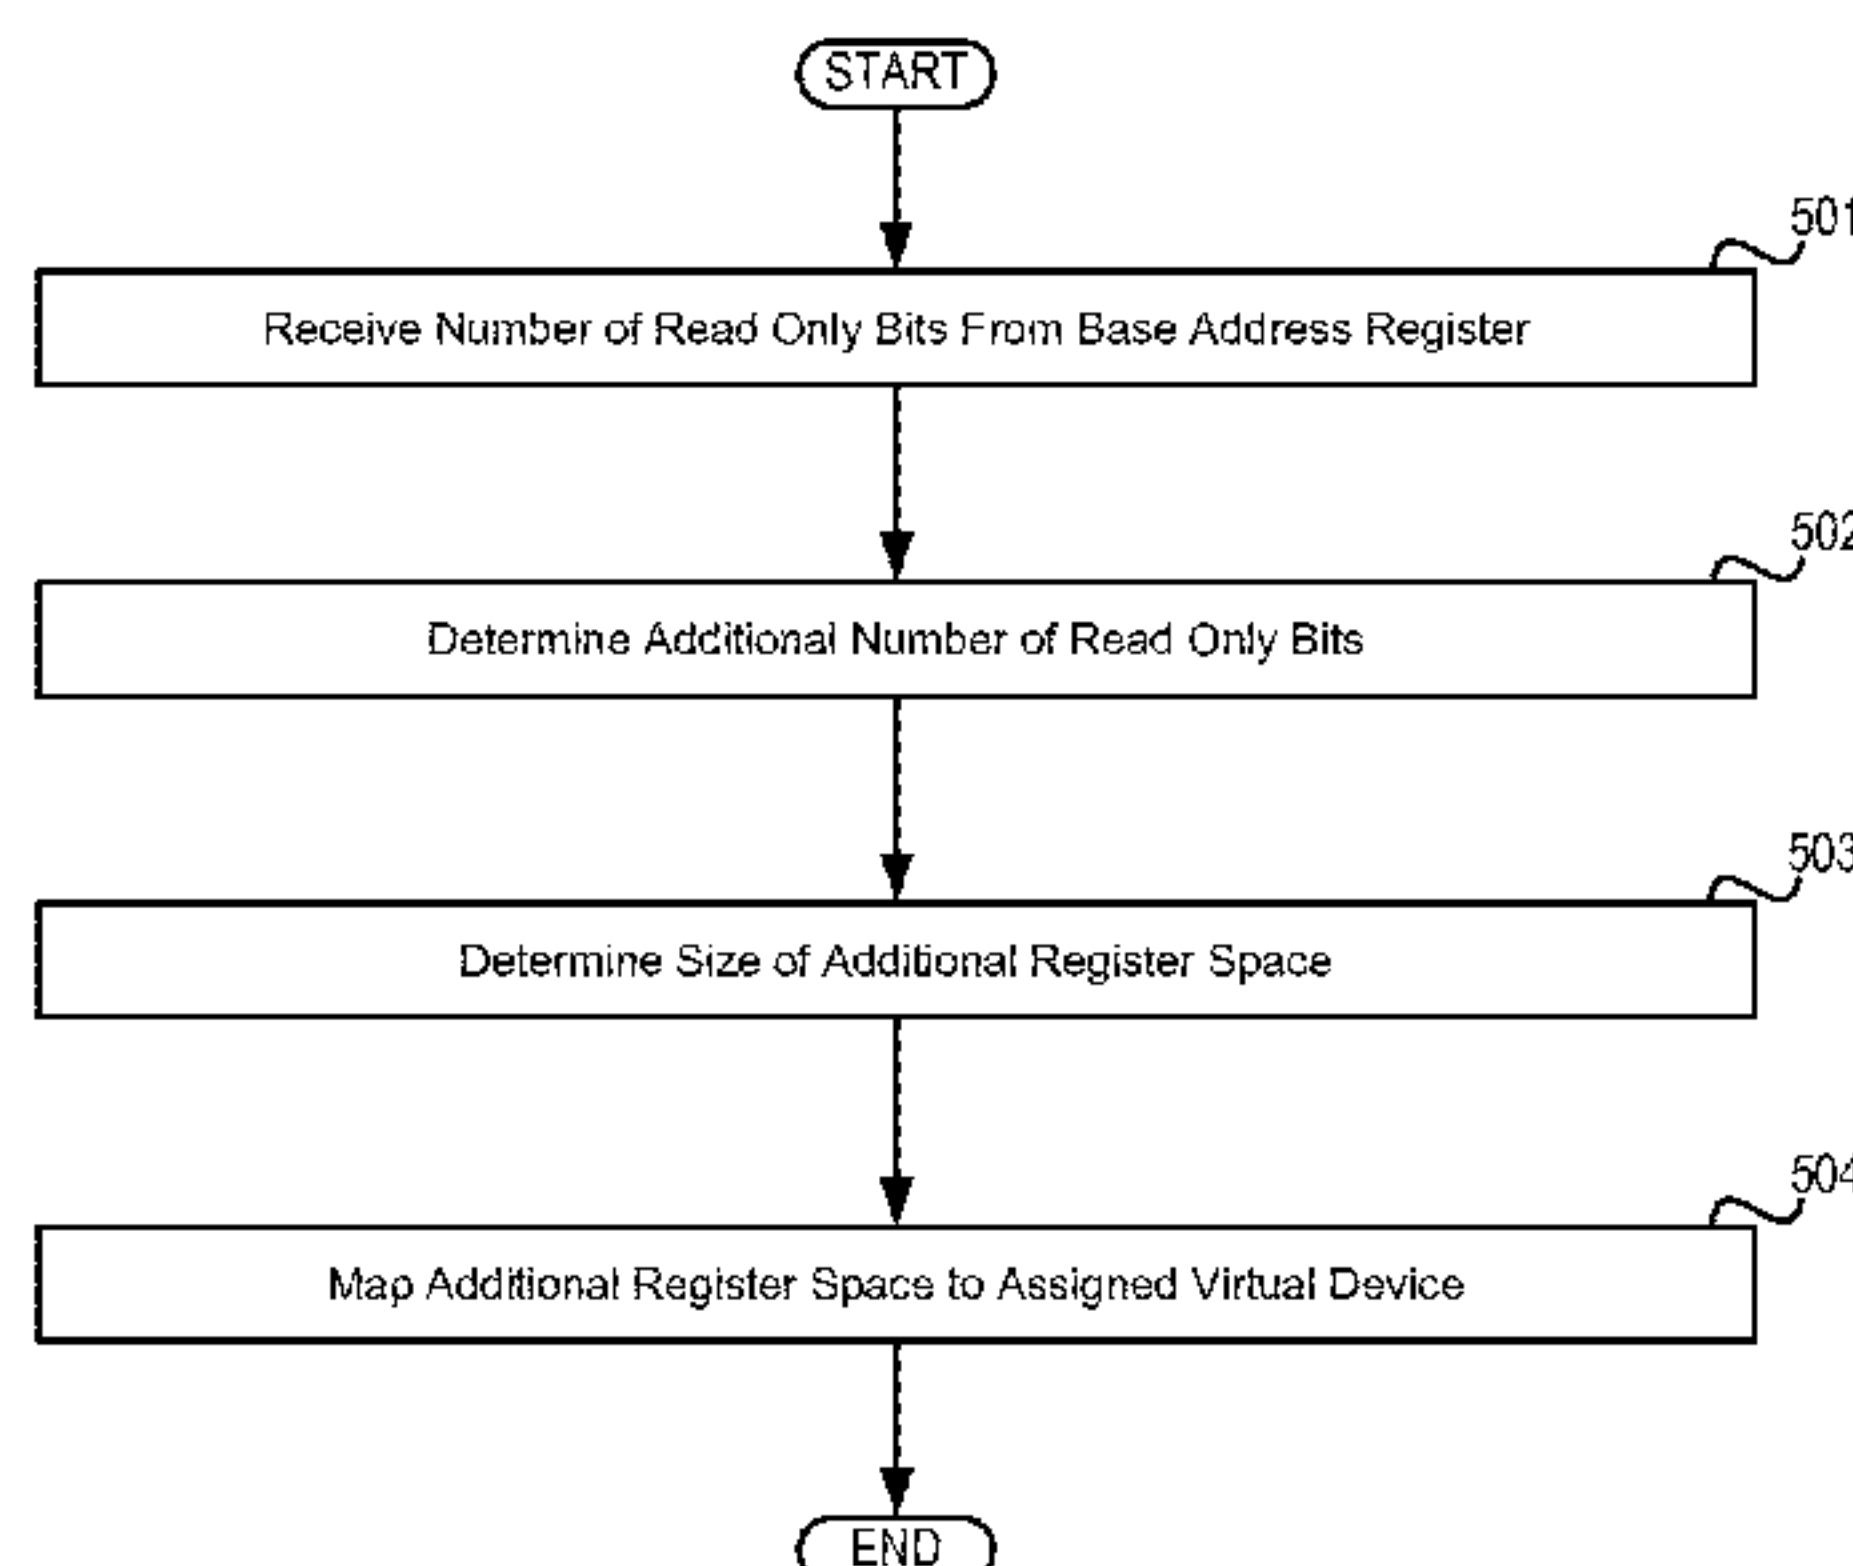 START
501
Receive Number of Read Only Bits From Base Address Register
502
Determine Additional Number of Read Only Bits
503
Determine Size of Additional Register Space
504
Map Additional Register Space to Assigned Virtual Device
END